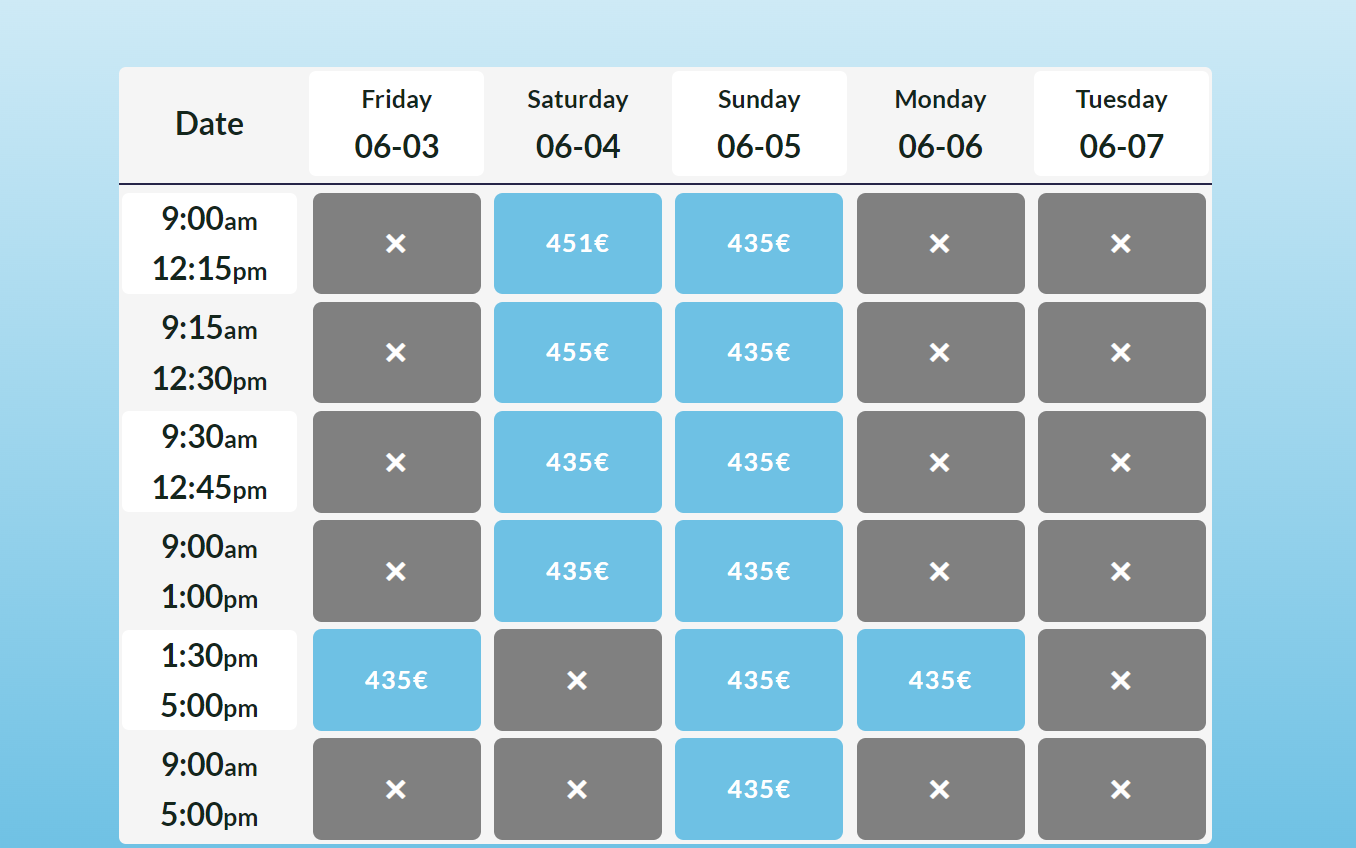 Date
Friday Saturday Sunday Monday Tuesday
06-03 06-04 06-05 06-06 06-07
9:00am
12:15pm
× 451€ 435€ × ×
9:15am
12:30pm
× 455€ 435€ × ×
9:30am
12:45pm
× 435€ 435€ × ×
9:00am
1:00pm
× 435€ 435€ × ×
1:30pm
5:00pm
435€ × 435€ 435€ ×
9:00am
5:00pm
× × 435€ × ×